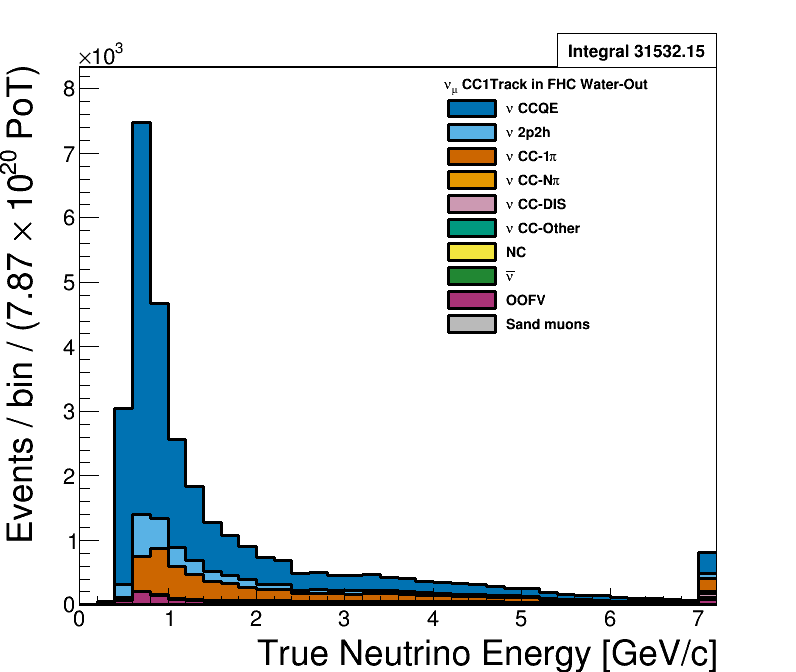 ×10³
Integral 31532.15
ν_μ CC1Track in FHC Water-Out
ν CCQE
ν 2p2h
ν CC-1π
ν CC-Nπ
ν CC-DIS
ν CC-Other
NC
ν̅
OOFV
Sand muons
8
7
6
5
4
3
2
1
0
Events / bin / (7.87 × 10²⁰ PoT)
0 1 2 3 4 5 6 7
True Neutrino Energy [GeV/c]